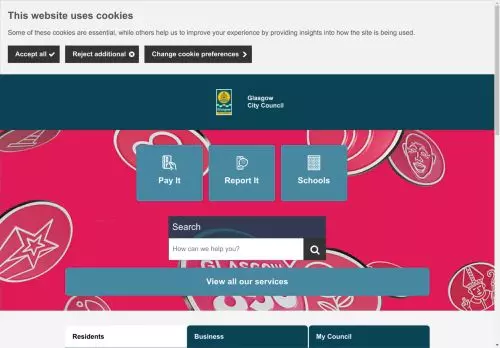 This website uses cookies
Some of these cookies are essential, while others help us to improve your experience by providing insights into how the site is being used.
Accept all
Reject additional
Change cookie preferences
Glasgow
City Council
Pay It
Report It
Schools
Search
How can we help you?
GLASGOW
850
View all our services
Residents
Business
My Council